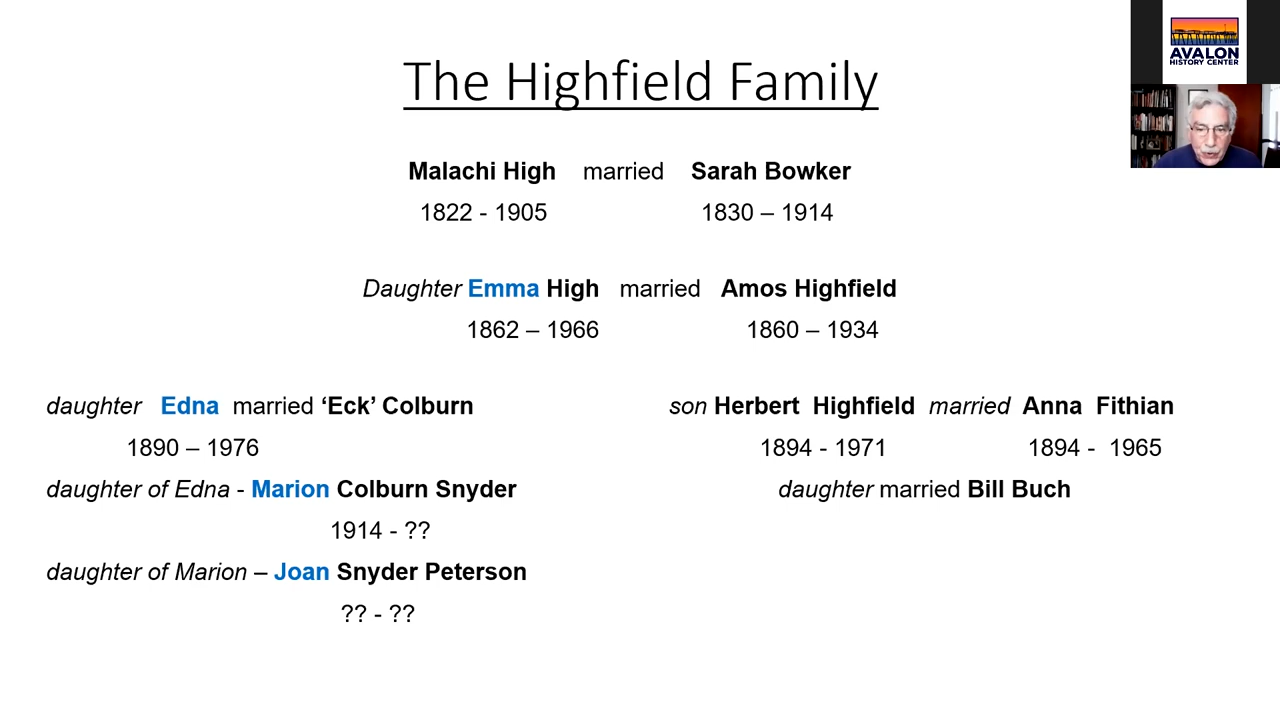 AVALON
HISTORY CENTER
The Highfield Family
Malachi High married Sarah Bowker
1822 - 1905 1830 – 1914
Daughter Emma High married Amos Highfield
1862 – 1966 1860 – 1934
daughter Edna married ‘Eck’ Colburn
1890 – 1976
daughter of Edna - Marion Colburn Snyder
1914 - ??
daughter of Marion – Joan Snyder Peterson
?? - ??
son Herbert Highfield married Anna Fithian
1894 - 1971 1894 - 1965
daughter married Bill Buch